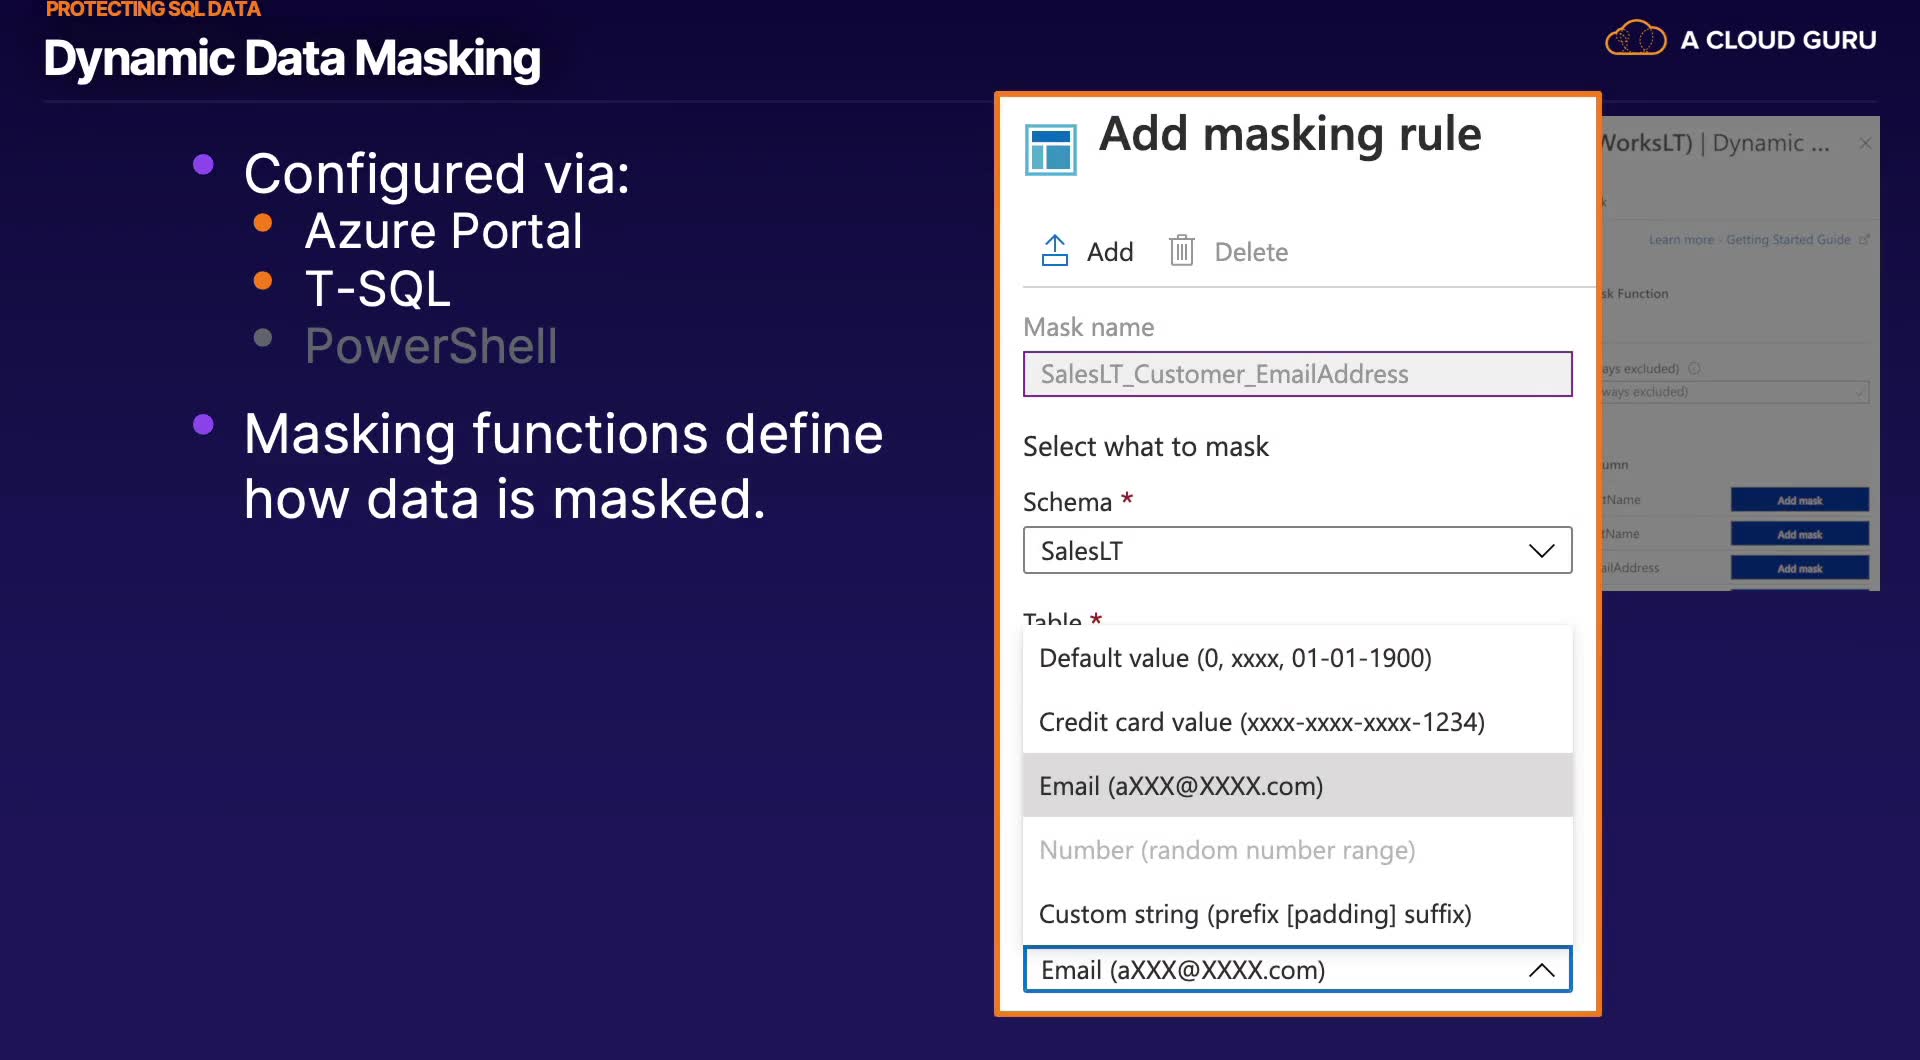 PROTECTING SQL DATA
Dynamic Data Masking
A CLOUD GURU
Configured via:
Azure Portal
T-SQL
PowerShell
Masking functions define
how data is masked.
Add masking rule
Add
Delete
Mask name
SalesLT_Customer_EmailAddress
Select what to mask
Schema *
SalesLT
Table *
Default value (0, xxxx, 01-01-1900)
Credit card value (xxxx-xxxx-xxxx-1234)
Email (aXXX@XXXX.com)
Number (random number range)
Custom string (prefix [padding] suffix)
Email (aXXX@XXXX.com)
WorksLT) | Dynamic ...
k
Learn more - Getting Started Guide
sk Function
ays excluded)
ways excluded)
umn
tName
Add mask
tName
Add mask
ailAddress
Add mask